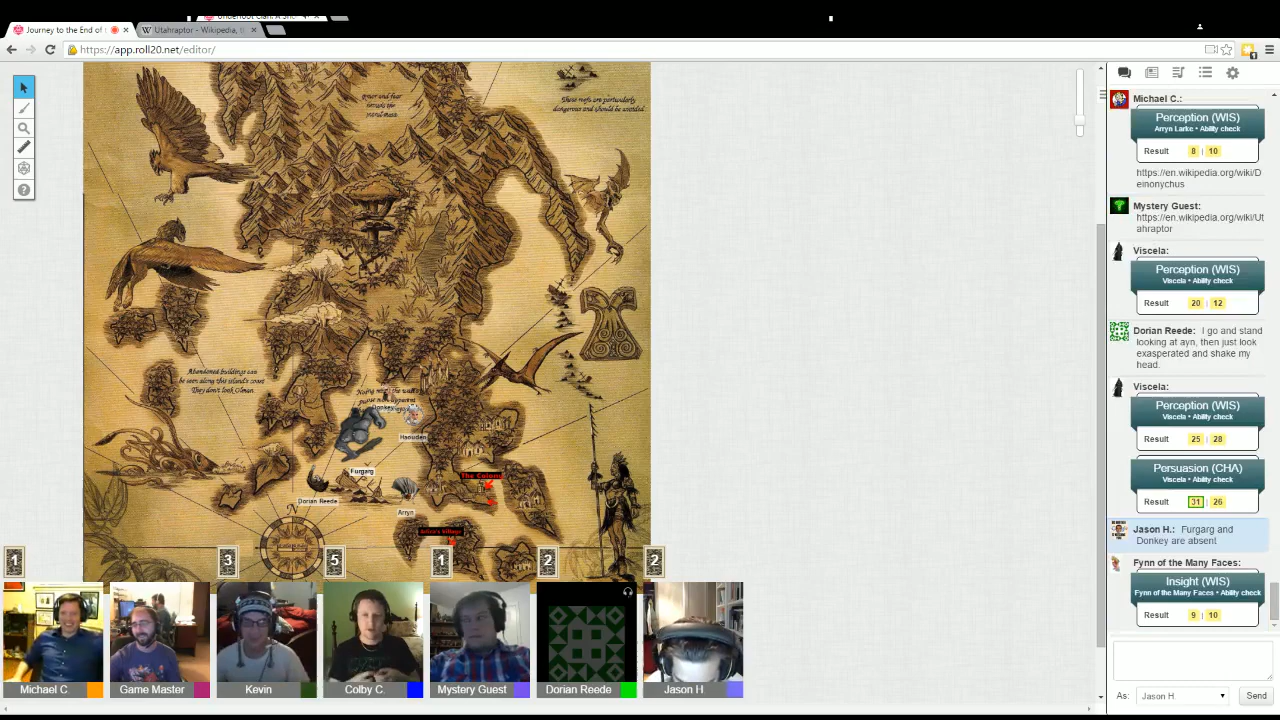 Journey to the End of
Utahraptor - Wikipedia,
https://app.roll20.net/editor/
These reefs are particularly
dangerous and should be avoided.
Abandoned buildings can
be seen along this island's coast
They don't look Olman.
Donkey
Haouden
Furgarg
The Colony
Dorian Reede
Arryn
N
1
3
5
1
2
2
Michael C
Game Master
Kevin
Colby C.
Mystery Guest
Dorian Reede
Jason H
Michael C.:
Perception (WIS)
Arryn Larke • Ability check
Result 8 | 10
https://en.wikipedia.org/wiki/D
einonychus
Mystery Guest:
https://en.wikipedia.org/wiki/Ut
ahraptor
Viscela:
Perception (WIS)
Viscela • Ability check
Result 20 | 12
Dorian Reede: I go and stand
looking at ayn, then just look
exasperated and shake my
head.
Viscela:
Perception (WIS)
Viscela • Ability check
Result 25 | 28
Persuasion (CHA)
Viscela • Ability check
Result 31 | 26
Jason H.: Furgarg and
Donkey are absent
Fynn of the Many Faces:
Insight (WIS)
Fynn of the Many Faces • Ability check
Result 9 | 10
As: Jason H
Send